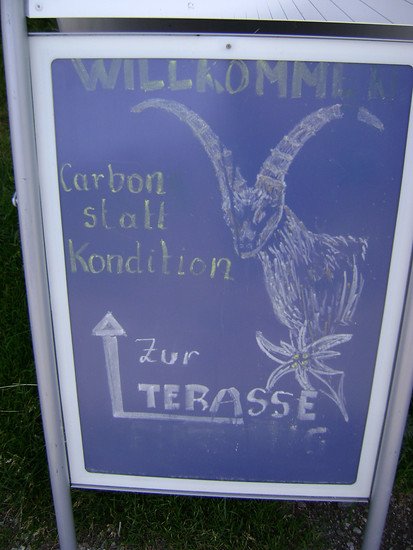 WILLKOMMEN
Carbon
statt
Kondition
Zur
TERASSE